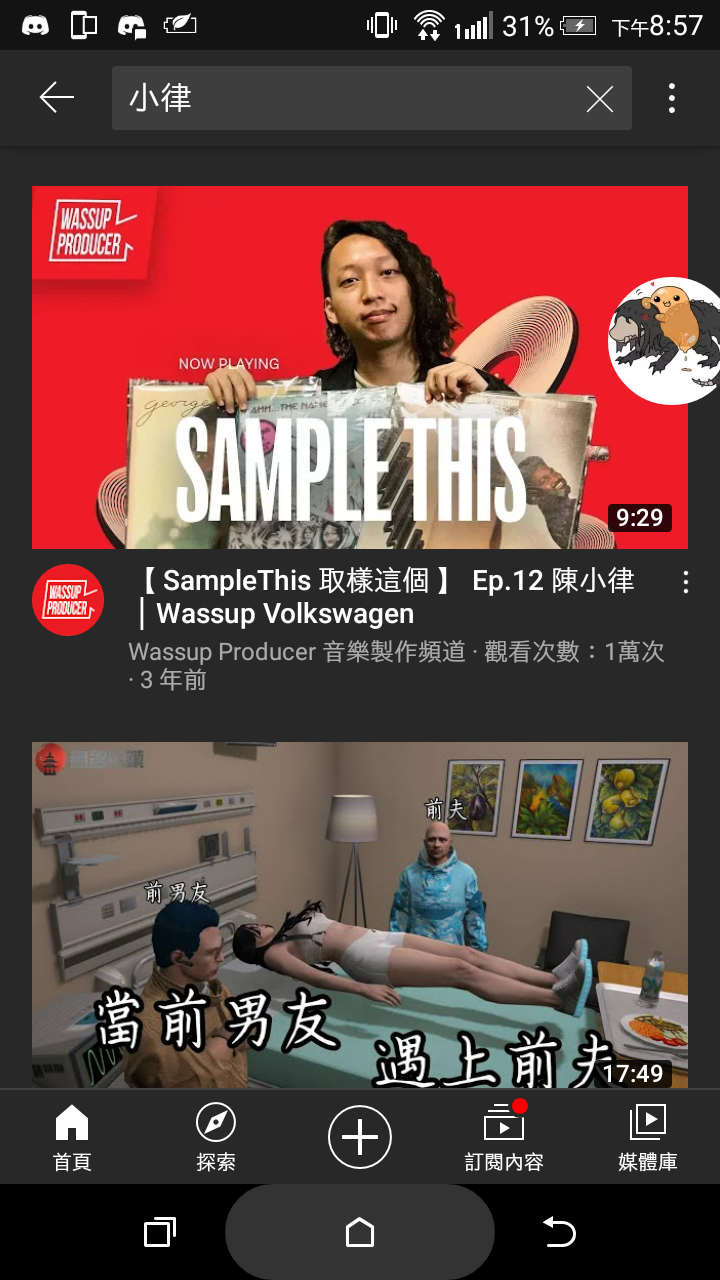 31% 下午8:57
小律
WASSUP
PRODUCER
NOW PLAYING
George
AHH...THE NAME
SAMPLE THIS
9:29
WASSUP
PRODUCER
【 SampleThis 取樣這個 】 Ep.12 陳小律
│Wassup Volkswagen
Wassup Producer 音樂製作頻道 · 觀看次數：1萬次
· 3 年前
前夫
前男友
當前男友
遇上前夫
17:49
首頁
探索
訂閱內容
媒體庫